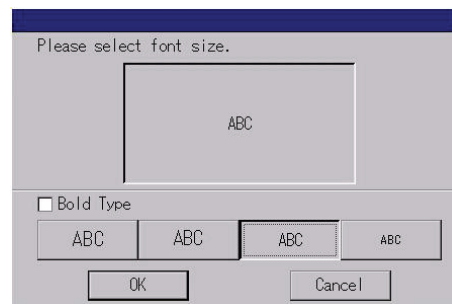 Please select font size.
ABC
Bold Type
ABC ABC ABC ABC
OK Cancel